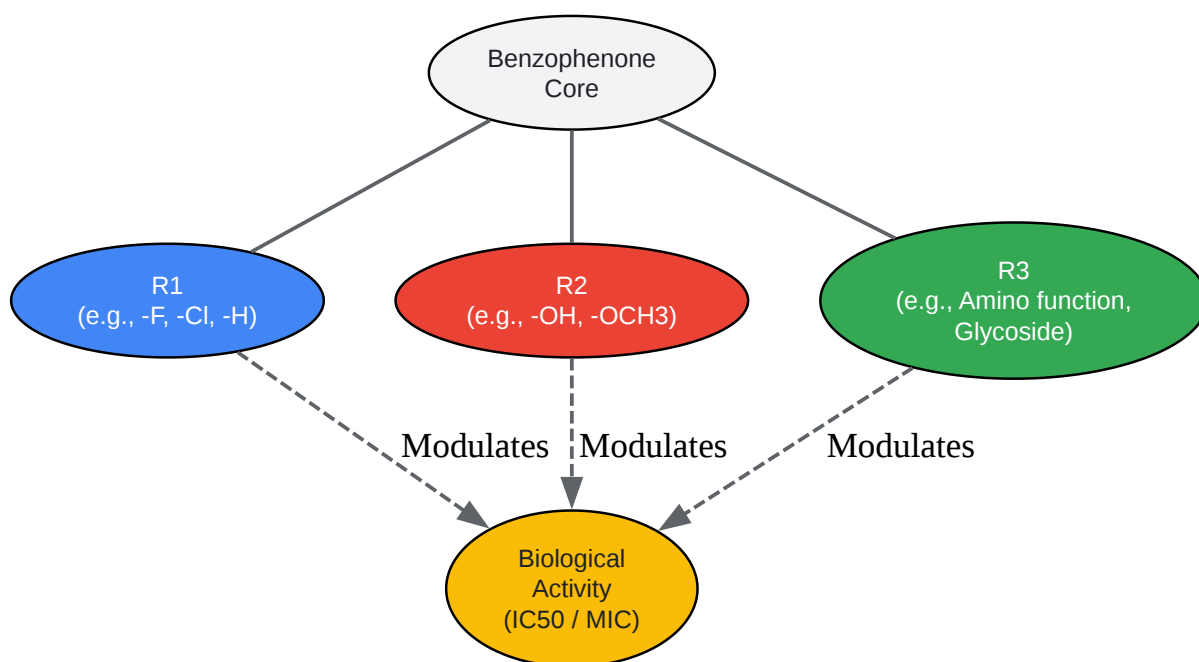 Benzophenone
Core
R1
(e.g., -F, -Cl, -H)
R2
(e.g., -OH, -OCH3)
R3
(e.g., Amino function,
Glycoside)
Modulates
Modulates
Modulates
Biological
Activity
(IC50 / MIC)